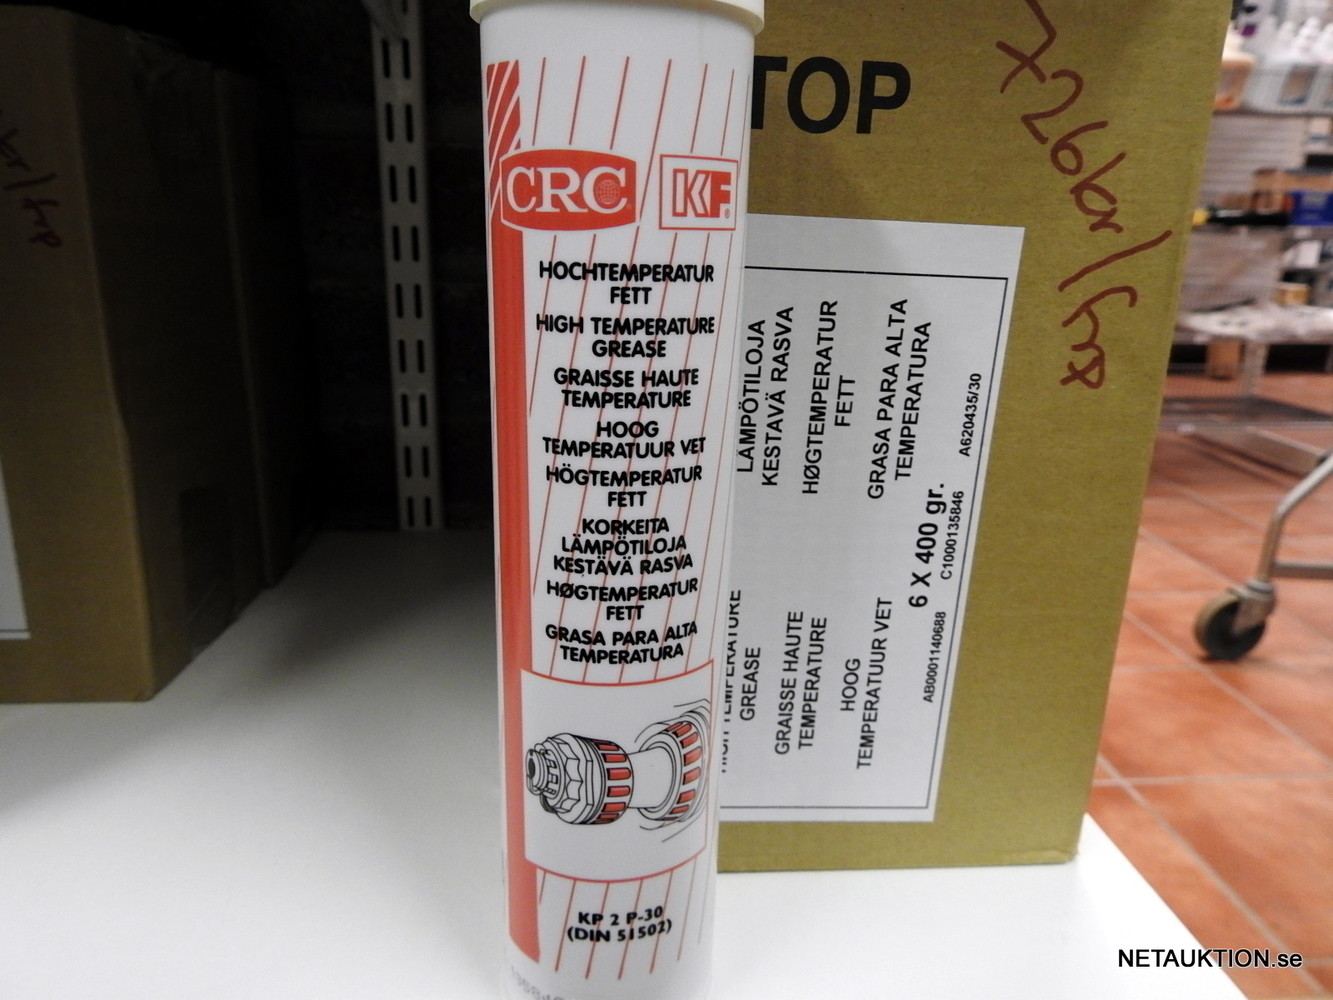 CRC
KF
HOCHTEMPERATUR
FETT
HIGH TEMPERATURE
GREASE
GRAISSE HAUTE
TEMPERATURE
HOOG
TEMPERATUUR VET
HÖGTEMPERATUR
FETT
KORKEITA
LÄMPÖTILOJA
KESTÄVÄ RASVA
HØGTEMPERATUR
FETT
GRASA PARA ALTA
TEMPERATURA
KP 2 P-30
(DIN 51502)
TOP
LÄMPÖTILOJA
KESTAVÄ RASVA
HØGTEMPERATUR
FETT
GRASA PARA ALTA
TEMPERATURA
A620435/30
GREASE
GRAISSE HAUTE
TEMPERATURE
HOOG
TEMPERATUUR VET
6 X 400 gr.
AB0001140688
C1000135846
NETAUKTION.se